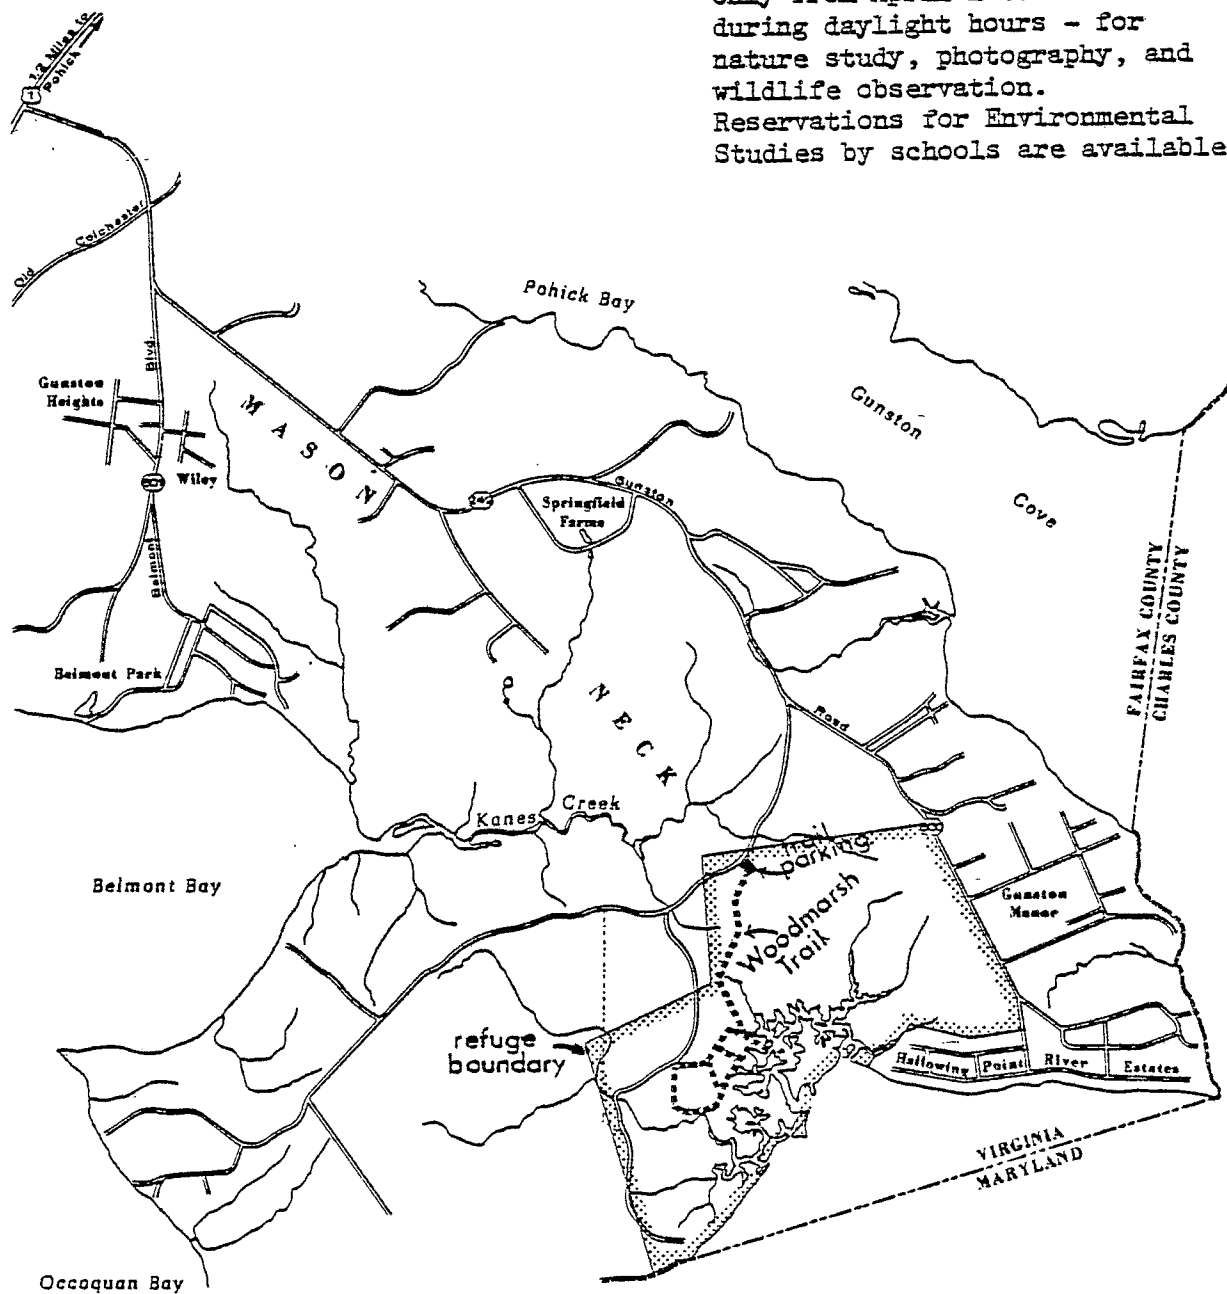 during daylight hours - for
nature study, photography, and
wildlife observation.
Reservations for Environmental
Studies by schools are available
1.2 Miles to
Pohick
1
Old Colchester
Pohick Bay
Blvd.
Gunston
Heights
MASON
Gunston
Cove
Wiley
601
242
Gunston
Springfield
Farms
Belmont
FAIRFAX COUNTY
CHARLES COUNTY
Belmont Park
NECK
Road
Kanes Creek
Trail
parking
Belmont Bay
Gunston
Manor
Woodmarsh
Trail
refuge
boundary
Hallowing Point River Estates
VIRGINIA
MARYLAND
Occoquan Bay